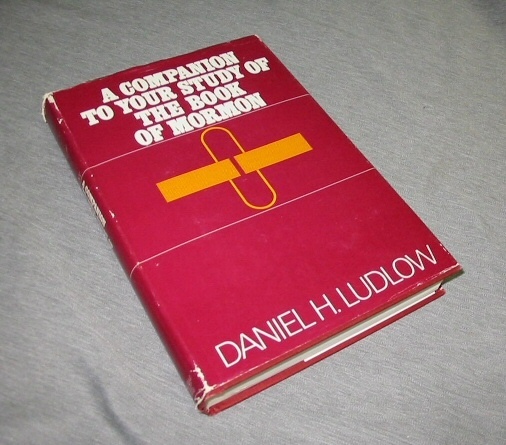 A COMPANION
TO YOUR STUDY OF
THE BOOK
OF MORMON
DANIEL H. LUDLOW